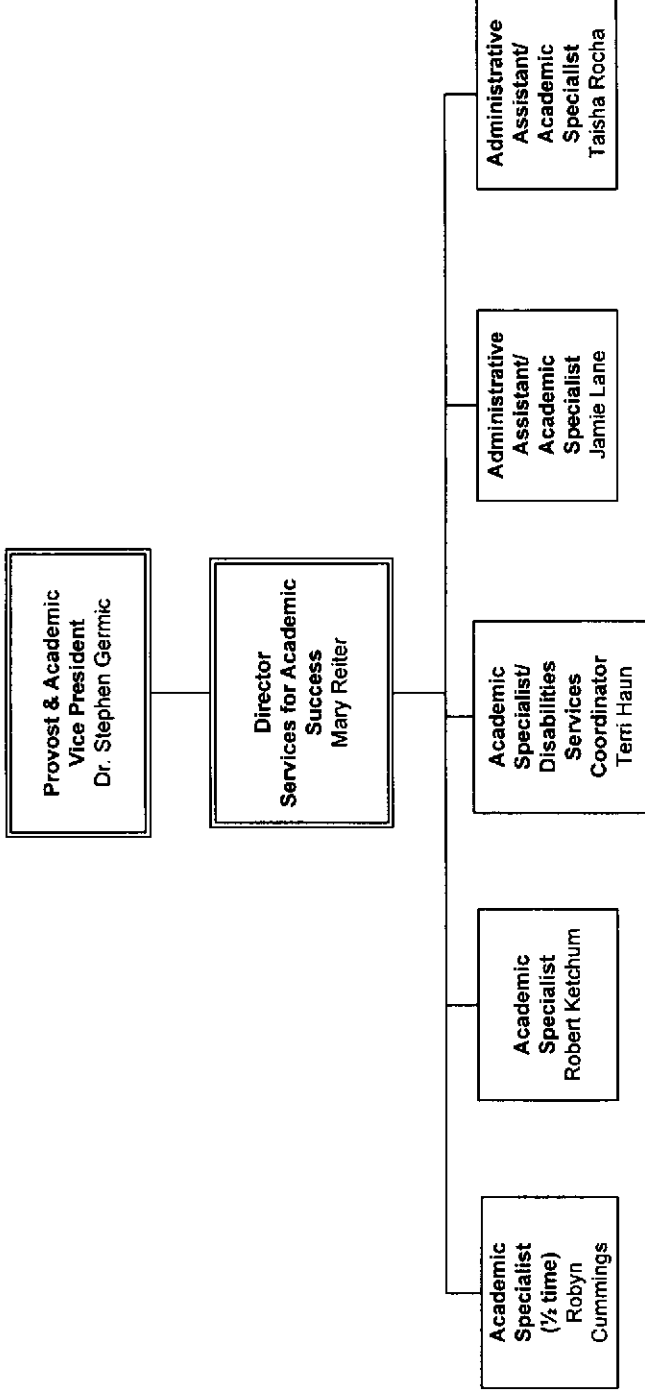 Provost & Academic
Vice President
Dr. Stephen Germic
Director
Services for Academic
Success
Mary Reiter
Academic
Specialist
(½ time)
Robyn
Cummings
Academic
Specialist
Robert Ketchum
Academic
Specialist/
Disabilities
Services
Coordinator
Terri Haun
Administrative
Assistant/
Academic
Specialist
Jamie Lane
Administrative
Assistant/
Academic
Specialist
Taisha Rocha